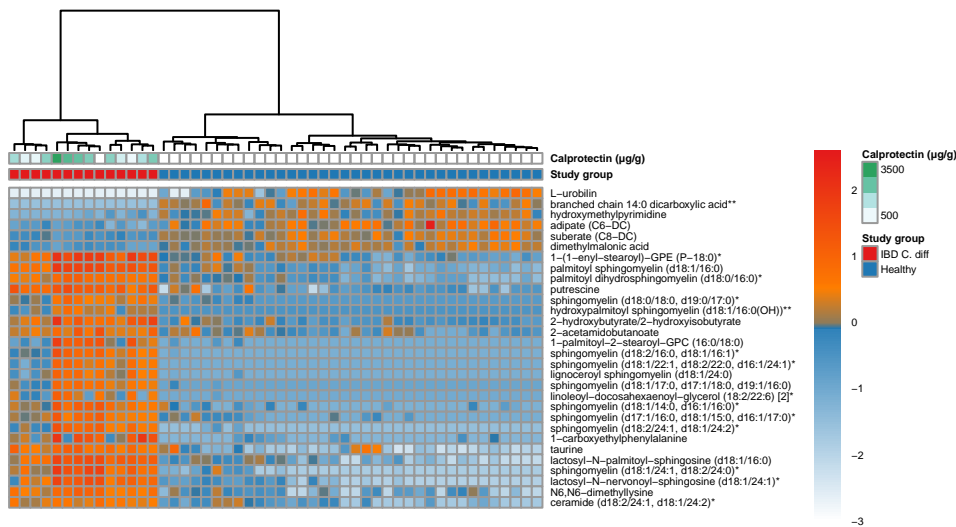 Calprotectin (µg/g)
Study group
L−urobilin
branched chain 14:0 dicarboxylic acid**
hydroxymethylpyrimidine
adipate (C6−DC)
suberate (C8−DC)
dimethylmalonic acid
1−(1−enyl−stearoyl)−GPE (P−18:0)*
palmitoyl sphingomyelin (d18:1/16:0)
palmitoyl dihydrosphingomyelin (d18:0/16:0)*
putrescine
sphingomyelin (d18:0/18:0, d19:0/17:0)*
hydroxypalmitoyl sphingomyelin (d18:1/16:0(OH))**
2−hydroxybutyrate/2−hydroxyisobutyrate
2−acetamidobutanoate
1−palmitoyl−2−stearoyl−GPC (16:0/18:0)
sphingomyelin (d18:2/16:0, d18:1/16:1)*
sphingomyelin (d18:1/22:1, d18:2/22:0, d16:1/24:1)*
lignoceroyl sphingomyelin (d18:1/24:0)
sphingomyelin (d18:1/17:0, d17:1/18:0, d19:1/16:0)
linoleoyl−docosahexaenoyl−glycerol (18:2/22:6) [2]*
sphingomyelin (d18:1/14:0, d16:1/16:0)*
sphingomyelin (d17:1/16:0, d18:1/15:0, d16:1/17:0)*
sphingomyelin (d18:2/24:1, d18:1/24:2)*
1−carboxyethylphenylalanine
taurine
lactosyl−N−palmitoyl−sphingosine (d18:1/16:0)
sphingomyelin (d18:1/24:1, d18:2/24:0)*
lactosyl−N−nervonoyl−sphingosine (d18:1/24:1)*
N6,N6−dimethyllysine
ceramide (d18:2/24:1, d18:1/24:2)*
2
1
0
−1
−2
−3
Calprotectin (µg/g)
3500
500
Study group
IBD C. diff
Healthy